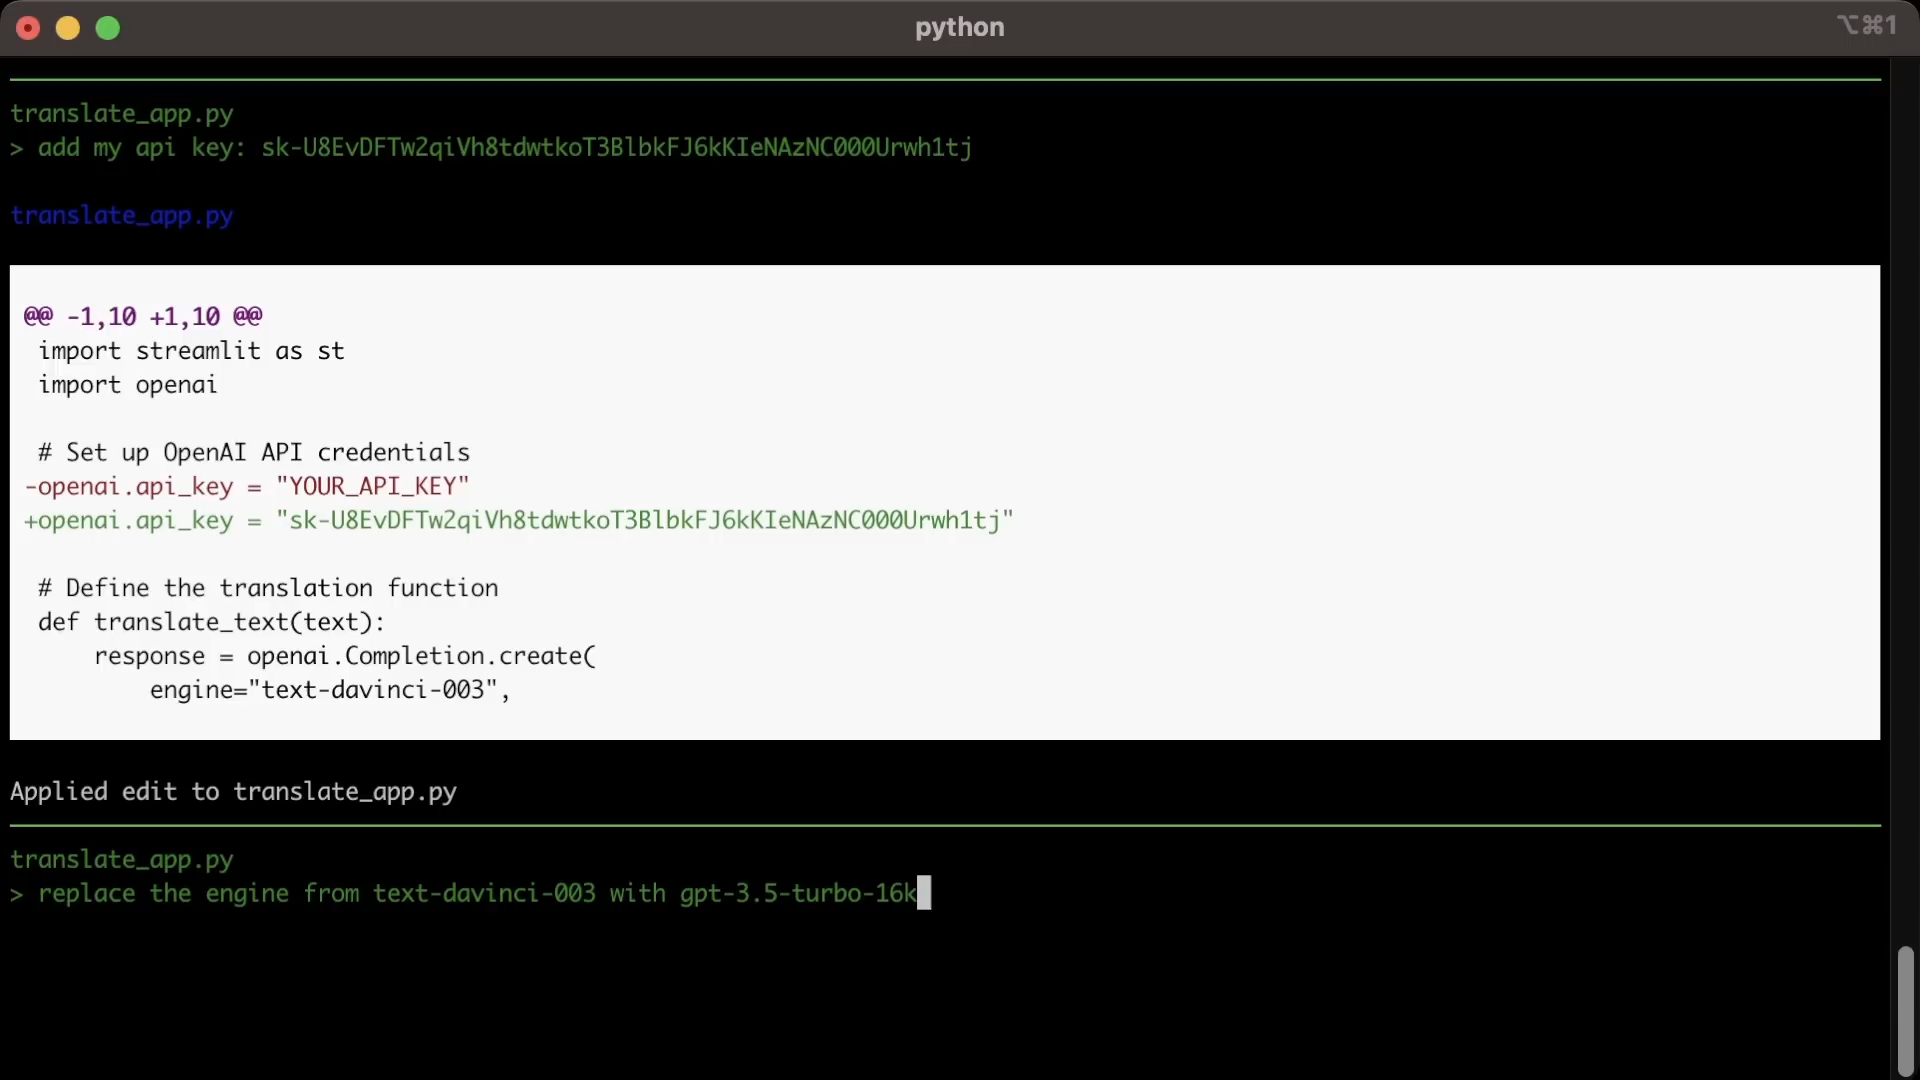 python
⌥⌘1
translate_app.py
> add my api key: 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
translate_app.py
@@ -1,10 +1,10 @@
import streamlit as st
import openai
# Set up OpenAI API credentials
-openai.api_key = "YOUR_API_KEY"
+openai.api_key = "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"
# Define the translation function
def translate_text(text):
    response = openai.Completion.create(
        engine="text-davinci-003",
Applied edit to translate_app.py
translate_app.py
> replace the engine from text-davinci-003 with gpt-3.5-turbo-16k